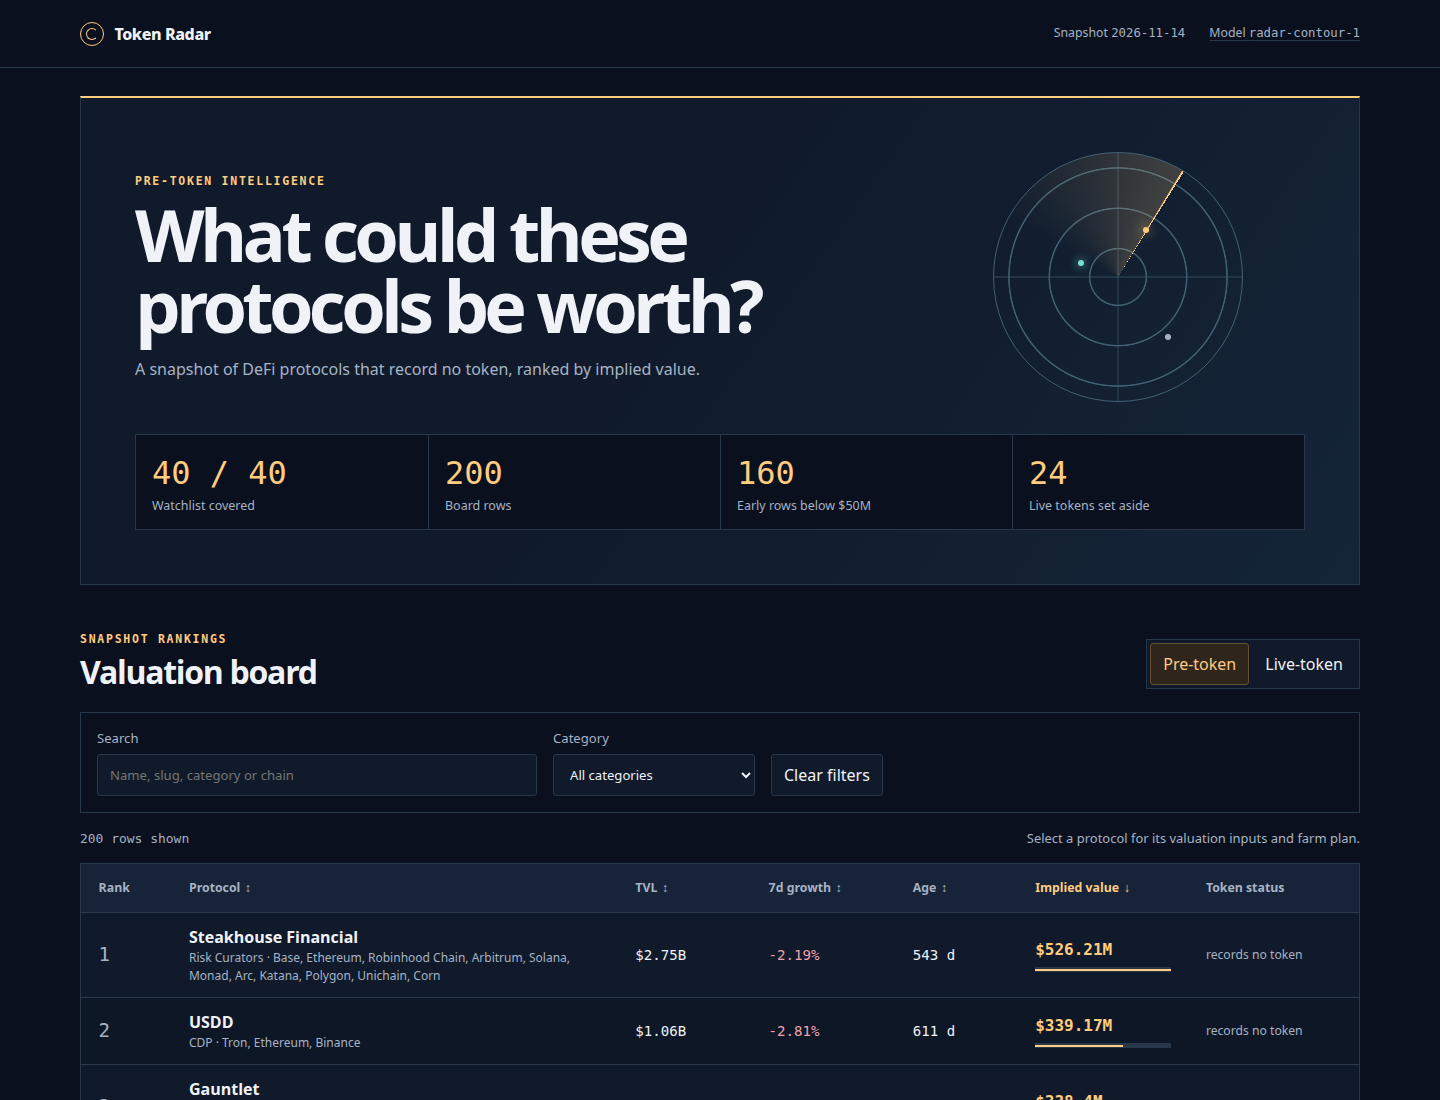 Token Radar
Snapshot 2026-11-14
Model radar-contour-1
PRE-TOKEN INTELLIGENCE
What could these
protocols be worth?
A snapshot of DeFi protocols that record no token, ranked by implied value.
40 / 40
Watchlist covered
200
Board rows
160
Early rows below $50M
24
Live tokens set aside
SNAPSHOT RANKINGS
Valuation board
Pre-token
Live-token
Search
Name, slug, category or chain
Category
All categories
Clear filters
200 rows shown
Select a protocol for its valuation inputs and farm plan.
Rank Protocol ↕ TVL ↕ 7d growth ↕ Age ↕ Implied value ↓ Token status
1
Steakhouse Financial
Risk Curators · Base, Ethereum, Robinhood Chain, Arbitrum, Solana,
Monad, Arc, Katana, Polygon, Unichain, Corn
$2.75B
-2.19%
543 d
$526.21M
records no token
2
USDD
CDP · Tron, Ethereum, Binance
$1.06B
-2.81%
611 d
$339.17M
records no token
Gauntlet